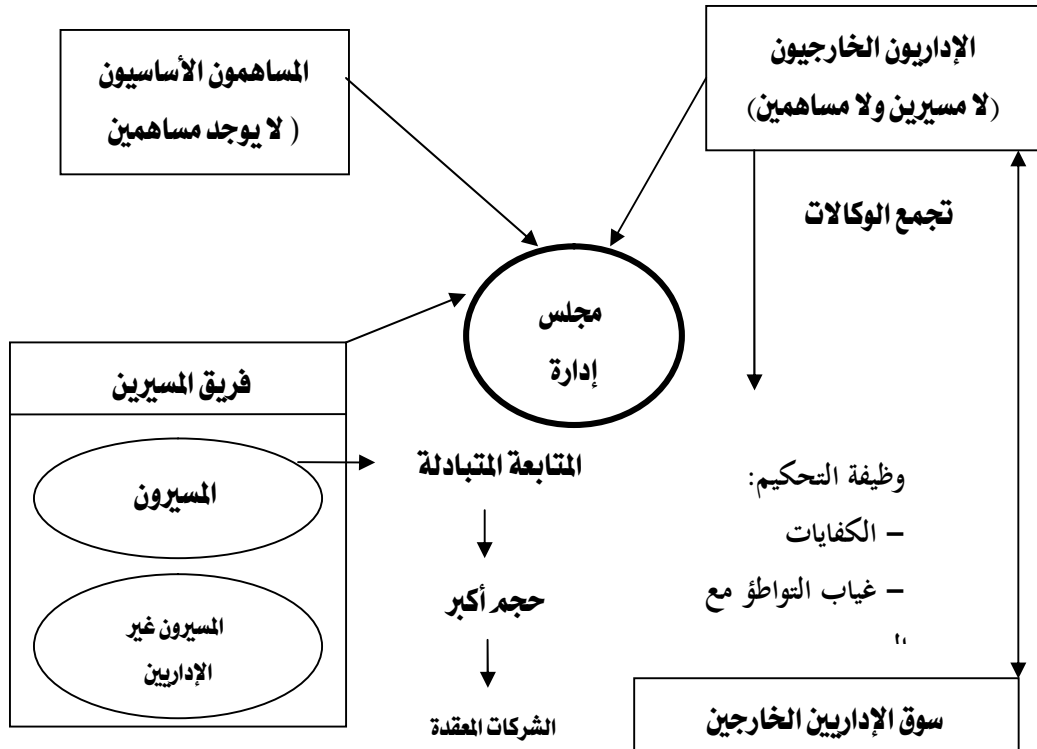 الإداريون الخارجيون
(لا مسيرين ولا مساهمين)
المساهمون الأساسيون
( لا يوجد مساهمين
تجمع الوكالات
مجلس
إدارة
فريق المسيرين
المسيرون
المسيرون غير
الإداريين
المتابعة المتبادلة
حجم أكبر
الشركات المعقدة
وظيفة التحكيم:
– الكفايات
– غياب التواطؤ مع
سوق الإداريين الخارجين